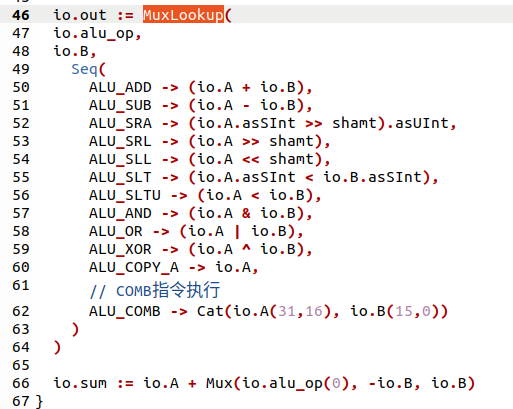 46 io.out := MuxLookup(
47 io.alu_op,
48 io.B,
49 Seq(
50 ALU_ADD -> (io.A + io.B),
51 ALU_SUB -> (io.A - io.B),
52 ALU_SRA -> (io.A.asSInt >> shamt).asUInt,
53 ALU_SRL -> (io.A >> shamt),
54 ALU_SLL -> (io.A << shamt),
55 ALU_SLT -> (io.A.asSInt < io.B.asSInt),
56 ALU_SLTU -> (io.A < io.B),
57 ALU_AND -> (io.A & io.B),
58 ALU_OR -> (io.A | io.B),
59 ALU_XOR -> (io.A ^ io.B),
60 ALU_COPY_A -> io.A,
61 // COMB指令执行
62 ALU_COMB -> Cat(io.A(31,16), io.B(15,0))
63 )
64 )
65
66 io.sum := io.A + Mux(io.alu_op(0), -io.B, io.B)
67 }